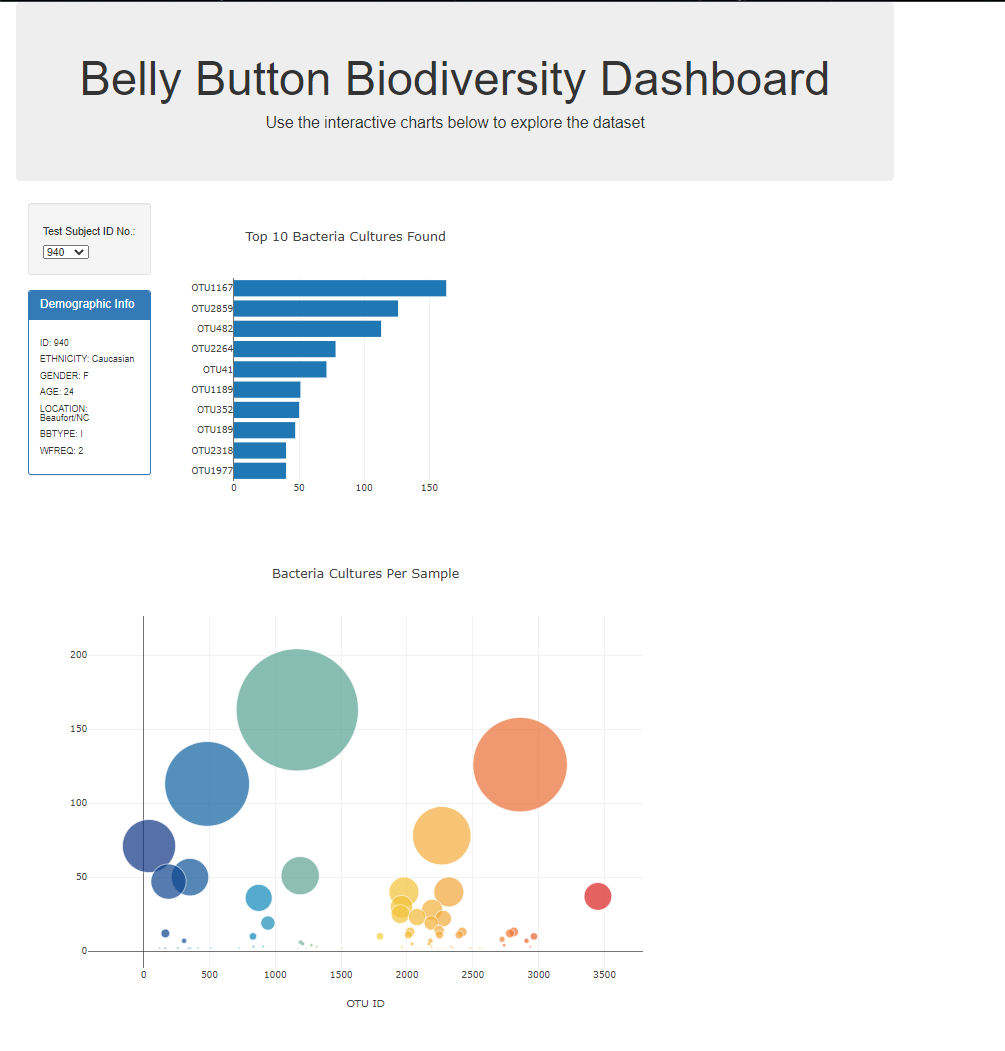 Belly Button Biodiversity Dashboard
Use the interactive charts below to explore the dataset
Test Subject ID No.:
940
Demographic Info
ID: 940
ETHNICITY: Caucasian
GENDER: F
AGE: 24
LOCATION:
Beaufort/NC
BBTYPE: I
WFREQ: 2
Top 10 Bacteria Cultures Found
OTU1167
OTU2859
OTU482
OTU2264
OTU41
OTU1189
OTU352
OTU189
OTU2318
OTU1977
0 50 100 150
Bacteria Cultures Per Sample
200
150
100
50
0
0 500 1000 1500 2000 2500 3000 3500
OTU ID